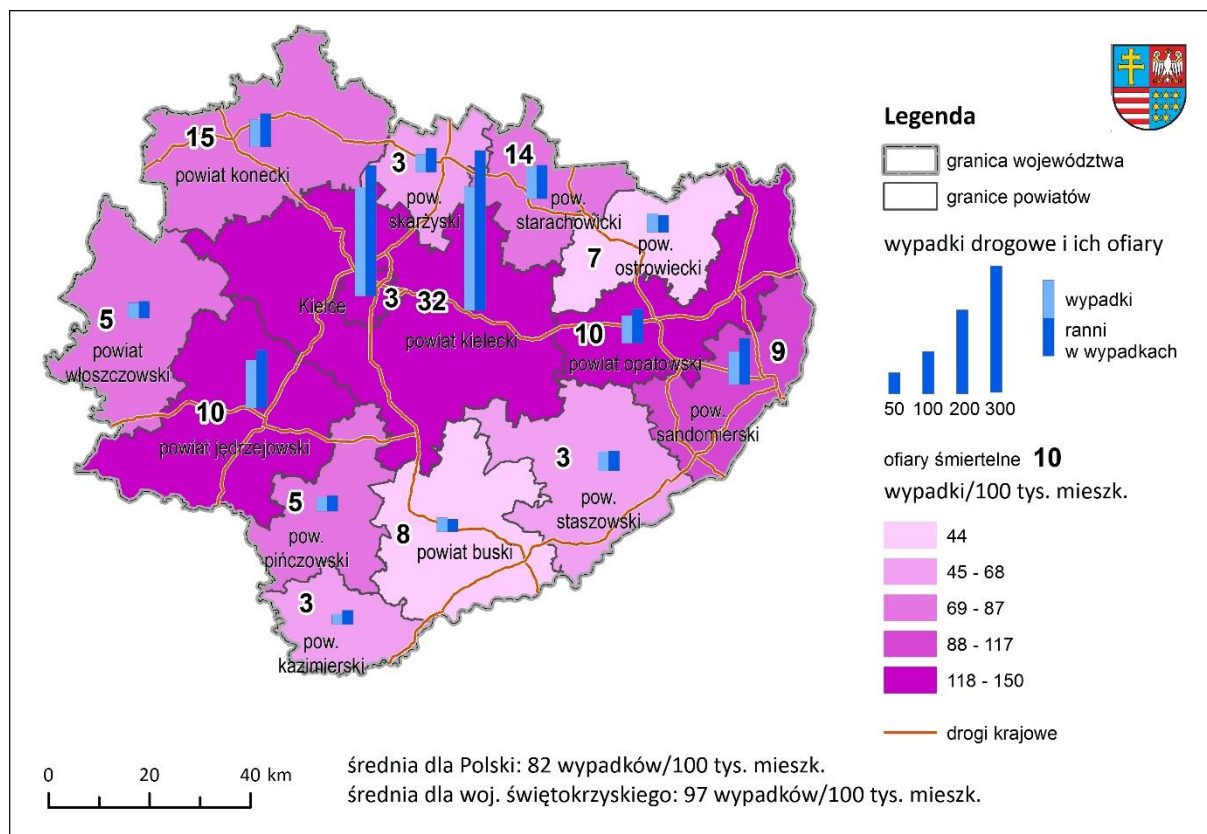 15
powiat konecki
3
pow.
skarżyski
14
pow.
starachowicki
7
pow.
ostrowiecki
5
powiat
włoszczowski
Kielce
3
32
powiat kielecki
10
powiat opatowski
9
pow.
sandomierski
10
powiat jędrzejowski
5
pow.
pińczowski
8
powiat buski
3
pow.
staszowski
3
pow.
kazimierski
Legenda
granica województwa
granice powiatów
wypadki drogowe i ich ofiary
50 100 200 300
wypadki
ranni
w wypadkach
ofiary śmiertelne 10
wypadki/100 tys. mieszk.
44
45 - 68
69 - 87
88 - 117
118 - 150
drogi krajowe
0 20 40 km
średnia dla Polski: 82 wypadków/100 tys. mieszk.
średnia dla woj. świętokrzyskiego: 97 wypadków/100 tys. mieszk.